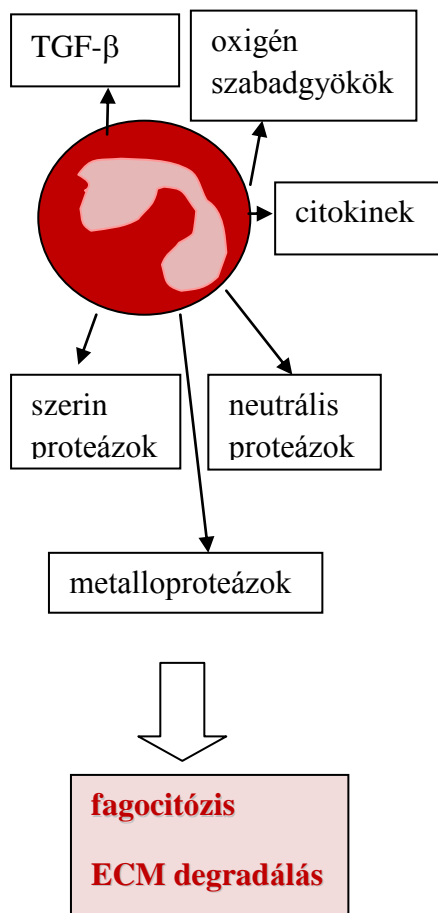 TGF-β
oxigén
szabadgyökök
citokinek
szerin
proteázok
neutrális
proteázok
metalloproteázok
fagocitózis
ECM degradálás